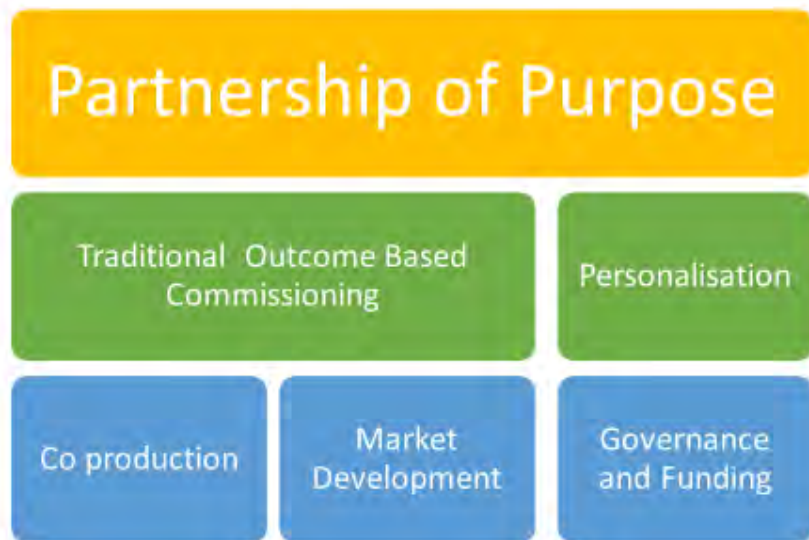 Partnership of Purpose
Traditional  Outcome Based
Commissioning
Personalisation
Co production
Market
Development
Governance
and Funding